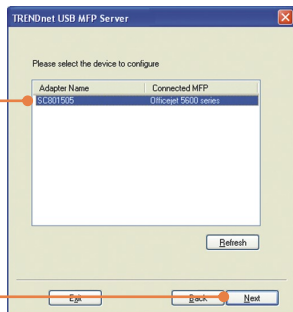 TRENDnet USB MFP Server
Please select the device to configure
Adapter Name Connected MFP
SC801505 Officejet 5600 series
Refresh
Exit Back Next